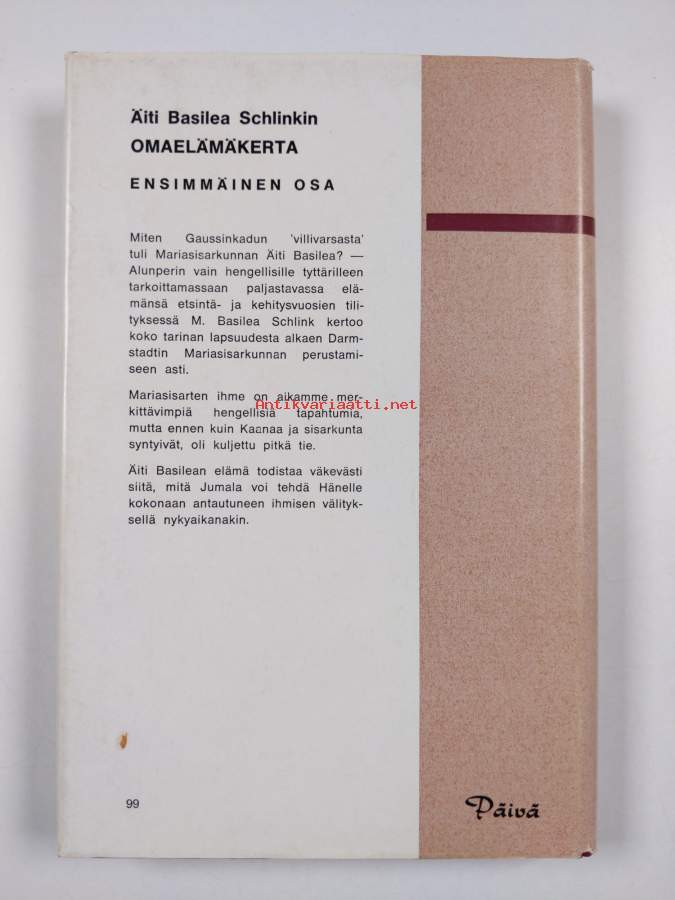 Äiti Basilea Schlinkin
OMAELÄMÄKERTA
ENSIMMÄINEN OSA
Miten Gaussinkadun 'villivarsasta'
tuli Mariasisarkunnan Äiti Basilea? —
Alunperin vain hengellisille tyttärilleen
tarkoittamassaan paljastavassa elä-
mänsä etsintä- ja kehitysvuosien tili-
tyksessä M. Basilea Schlink kertoo
koko tarinan lapsuudesta alkaen Darm-
stadtin Mariasisarkunnan perustami-
seen asti.
Mariasisarten ihme on aikamme mer-
kittävimpiä hengellisiä tapahtumia,
mutta ennen kuin Kaanaa ja sisarkunta
syntyivät, oli kuljettu pitkä tie.
Äiti Basilean elämä todistaa väkevästi
siitä, mitä Jumala voi tehdä Hänelle
kokonaan antautuneen ihmisen välityk-
sellä nykyaikanakin.
Antikvariaatti.net
99
Päivä